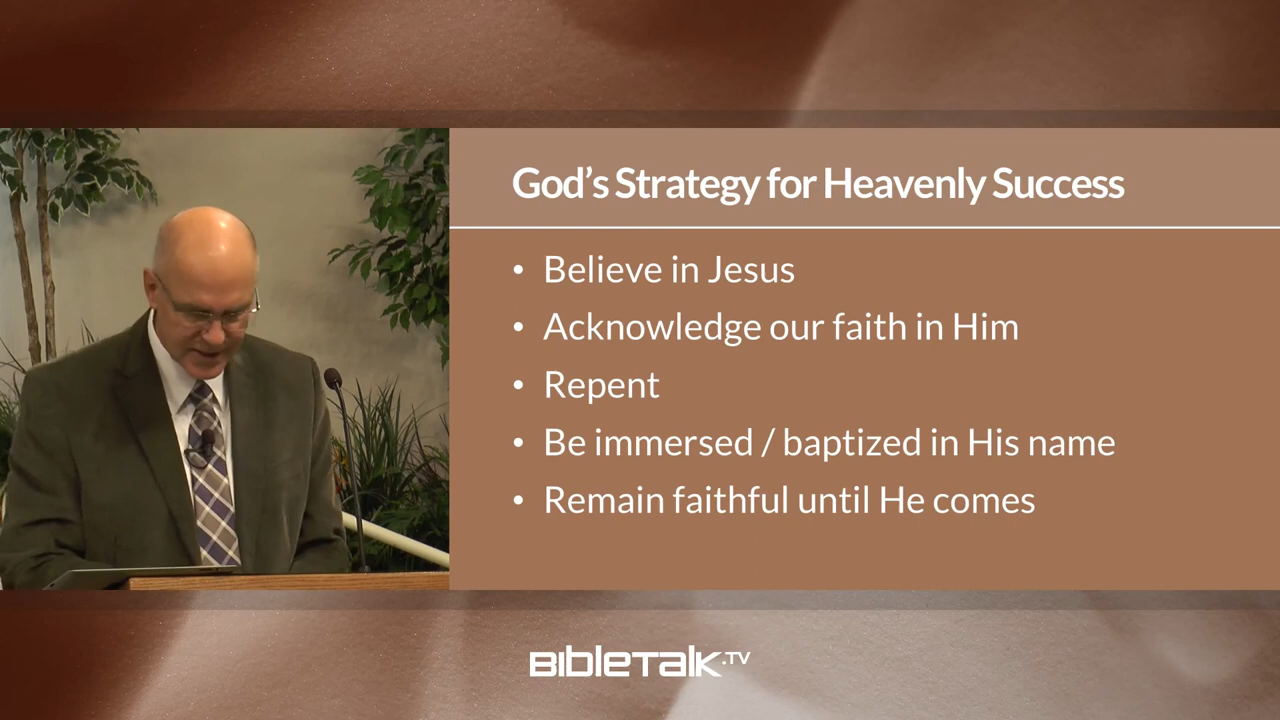 God's Strategy for Heavenly Success
• Believe in Jesus
• Acknowledge our faith in Him
• Repent
• Be immersed / baptized in His name
• Remain faithful until He comes
BIBLETALK.TV